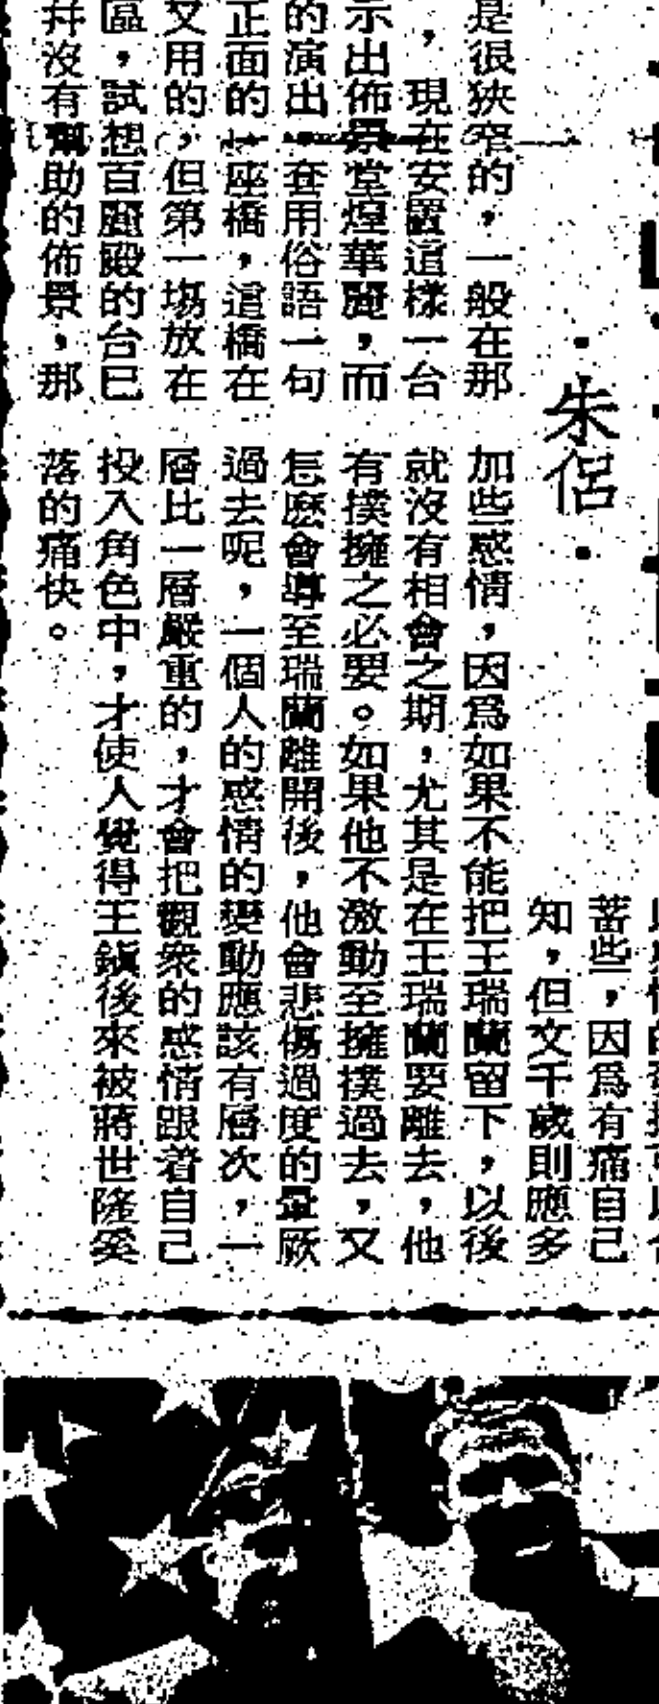 ·朱侶·
是很狹窄的，一般在那
，現在安置這樣一台
示出佈景堂煌華麗，而
的演出，套用俗語一句
正面的一座橋，這橋在
又用的，但第一場放在
區，試想百麗殿的台已
并沒有幫助的佈景，那
蓄些，因爲有痛自己
知，但文千歲則應多
加些感情，因爲如果不能把王瑞蘭留下，以後
就沒有相會之期，尤其是在王瑞蘭要離去，他
有撲擁之必要。如果他不激動至擁撲過去，又
怎麽會導至瑞蘭離開後，他會悲傷過度的暈厥
過去呢，一個人的感情的變動應該有層次，一
層比一層嚴重的，才會把觀衆的感情跟着自己
投入角色中，才使人覺得王鎮後來被蔣世隆奚
落的痛快。